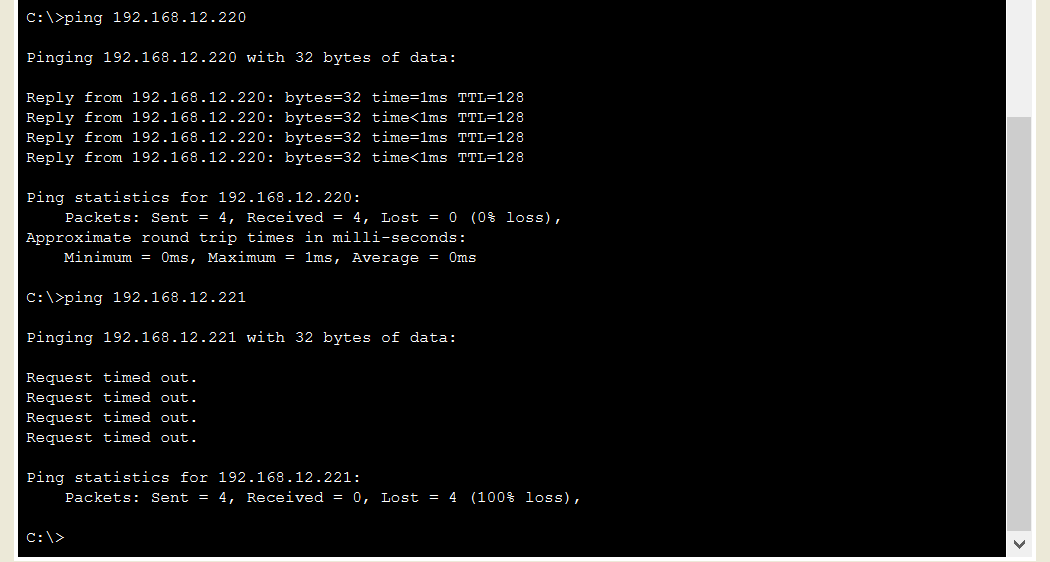 C:\>ping 192.168.12.220
Pinging 192.168.12.220 with 32 bytes of data:
Reply from 192.168.12.220: bytes=32 time=1ms TTL=128
Reply from 192.168.12.220: bytes=32 time<1ms TTL=128
Reply from 192.168.12.220: bytes=32 time=1ms TTL=128
Reply from 192.168.12.220: bytes=32 time<1ms TTL=128
Ping statistics for 192.168.12.220:
Packets: Sent = 4, Received = 4, Lost = 0 (0% loss),
Approximate round trip times in milli-seconds:
Minimum = 0ms, Maximum = 1ms, Average = 0ms
C:\>ping 192.168.12.221
Pinging 192.168.12.221 with 32 bytes of data:
Request timed out.
Request timed out.
Request timed out.
Request timed out.
Ping statistics for 192.168.12.221:
Packets: Sent = 4, Received = 0, Lost = 4 (100% loss),
C:\>